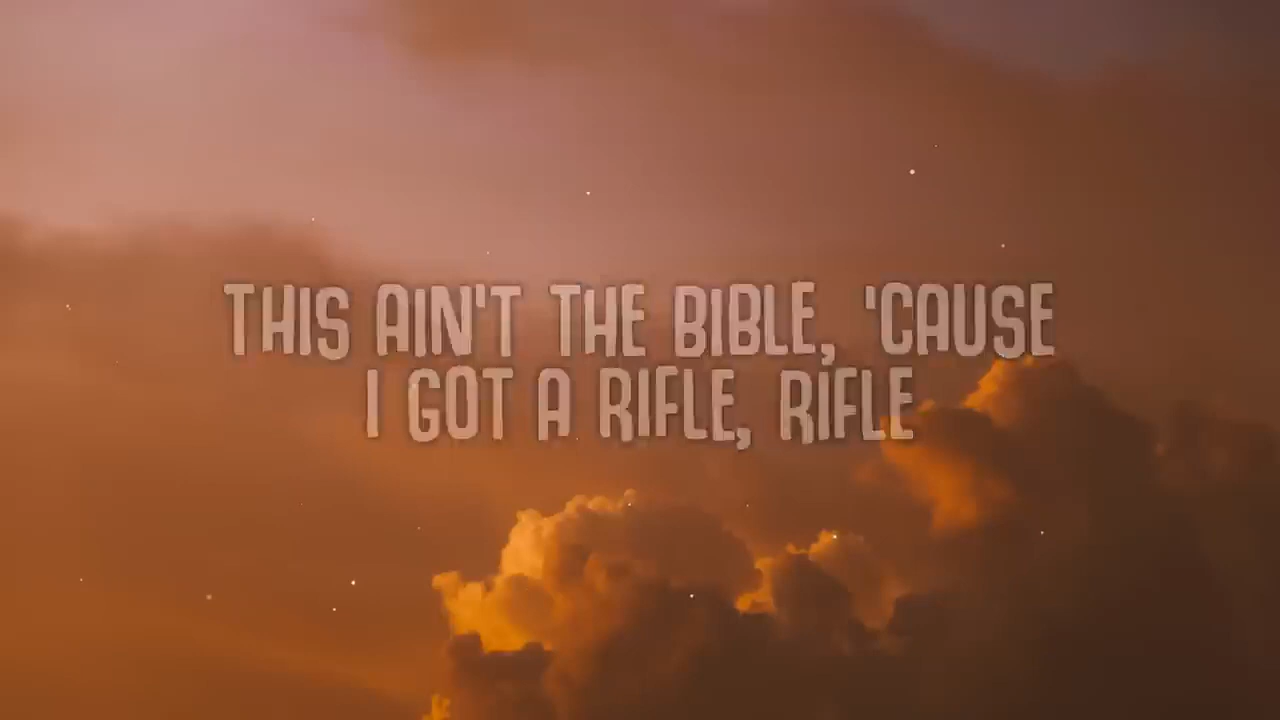 THIS AIN'T THE BIBLE, 'CAUSE
I GOT A RIFLE, RIFLE